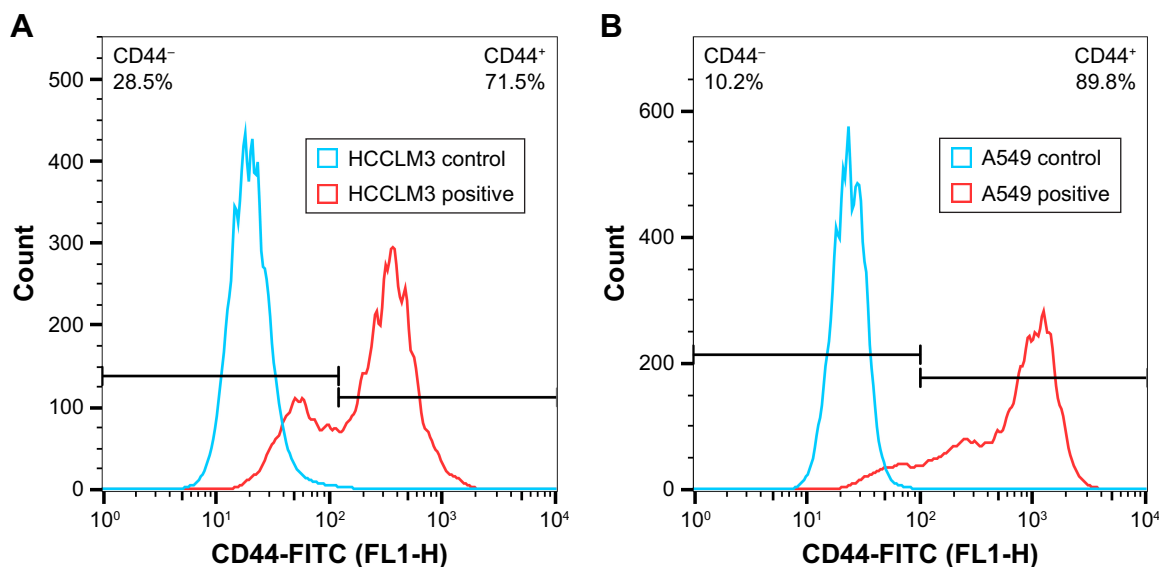 A
CD44⁻
28.5%
CD44⁺
71.5%
HCCLM3 control
HCCLM3 positive
Count
500
400
300
200
100
0
10⁰
10¹
10²
10³
10⁴
CD44-FITC (FL1-H)
B
CD44⁻
10.2%
CD44⁺
89.8%
A549 control
A549 positive
Count
600
400
200
0
10⁰
10¹
10²
10³
10⁴
CD44-FITC (FL1-H)